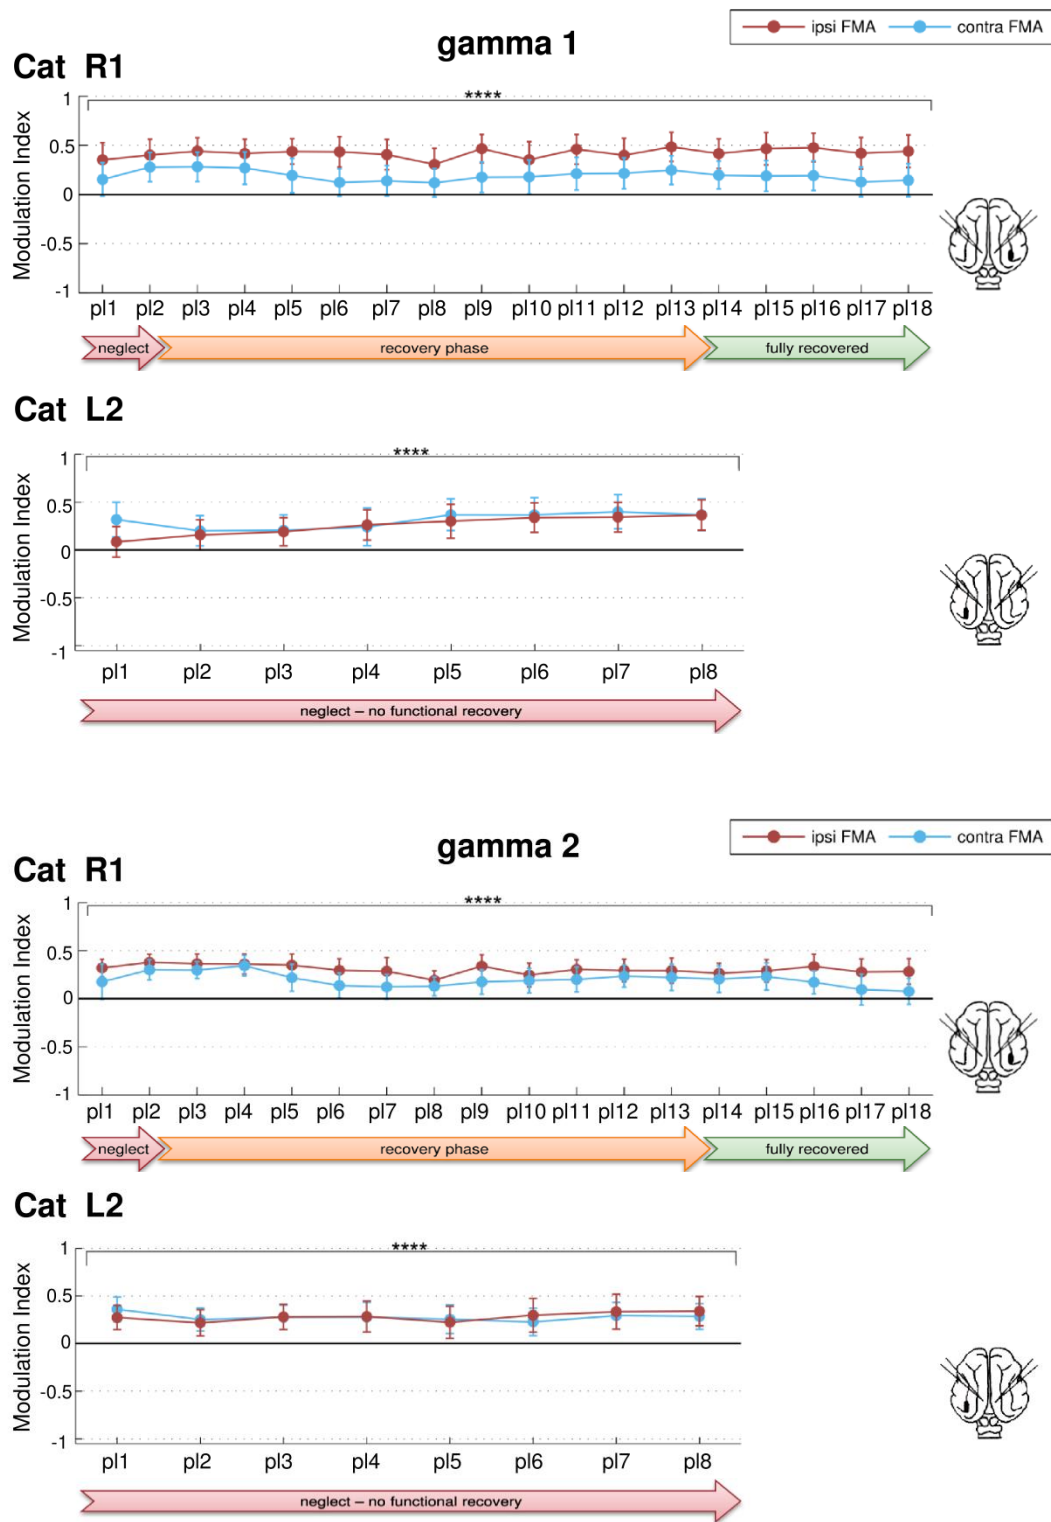 ipsi FMA contra FMA
gamma 1
Cat R1
****
Modulation Index
1
0.5
0
-0.5
-1
pl1 pl2 pl3 pl4 pl5 pl6 pl7 pl8 pl9 pl10 pl11 pl12 pl13 pl14 pl15 pl16 pl17 pl18
neglect recovery phase fully recovered
Cat L2
****
Modulation Index
1
0.5
0
-0.5
-1
pl1 pl2 pl3 pl4 pl5 pl6 pl7 pl8
neglect – no functional recovery
ipsi FMA contra FMA
gamma 2
Cat R1
****
Modulation Index
1
0.5
0
-0.5
-1
pl1 pl2 pl3 pl4 pl5 pl6 pl7 pl8 pl9 pl10 pl11 pl12 pl13 pl14 pl15 pl16 pl17 pl18
neglect recovery phase fully recovered
Cat L2
****
Modulation Index
1
0.5
0
-0.5
-1
pl1 pl2 pl3 pl4 pl5 pl6 pl7 pl8
neglect – no functional recovery